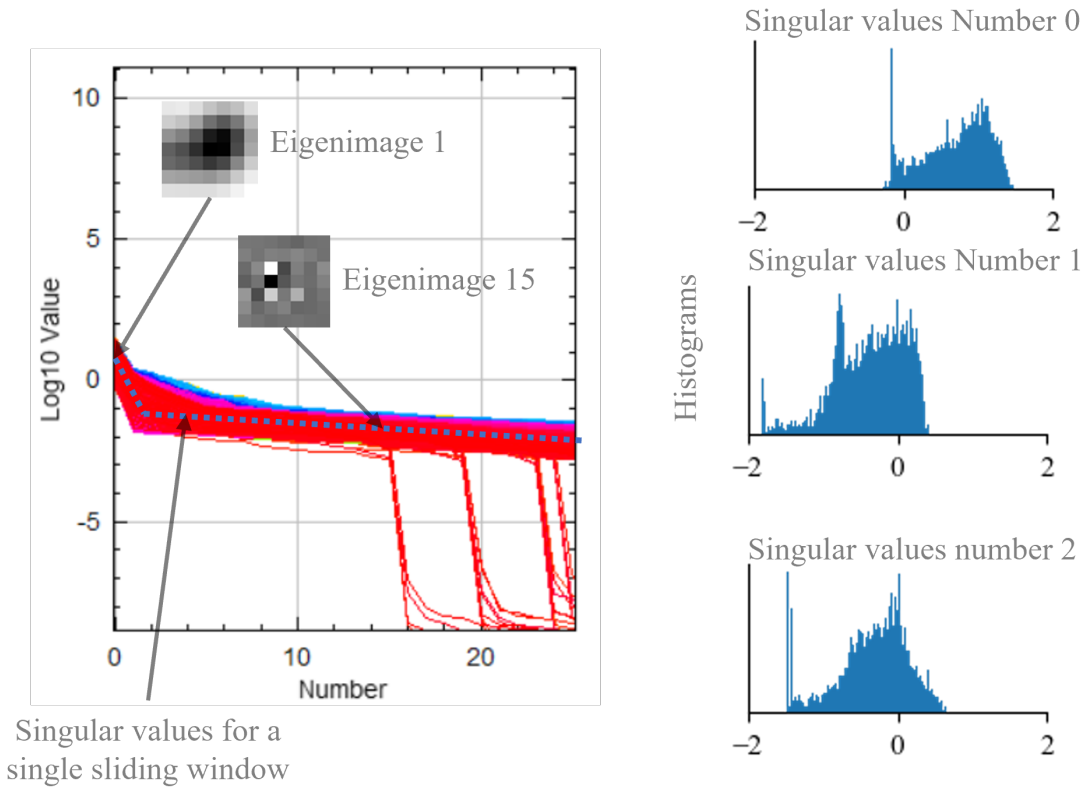 10
5
0
-5
0
10
20
Log10 Value
Number
Eigenimage 1
Eigenimage 15
Singular values for a
single sliding window
Histograms
Singular values Number 0
−2
0
2
Singular values Number 1
−2
0
2
Singular values number 2
−2
0
2